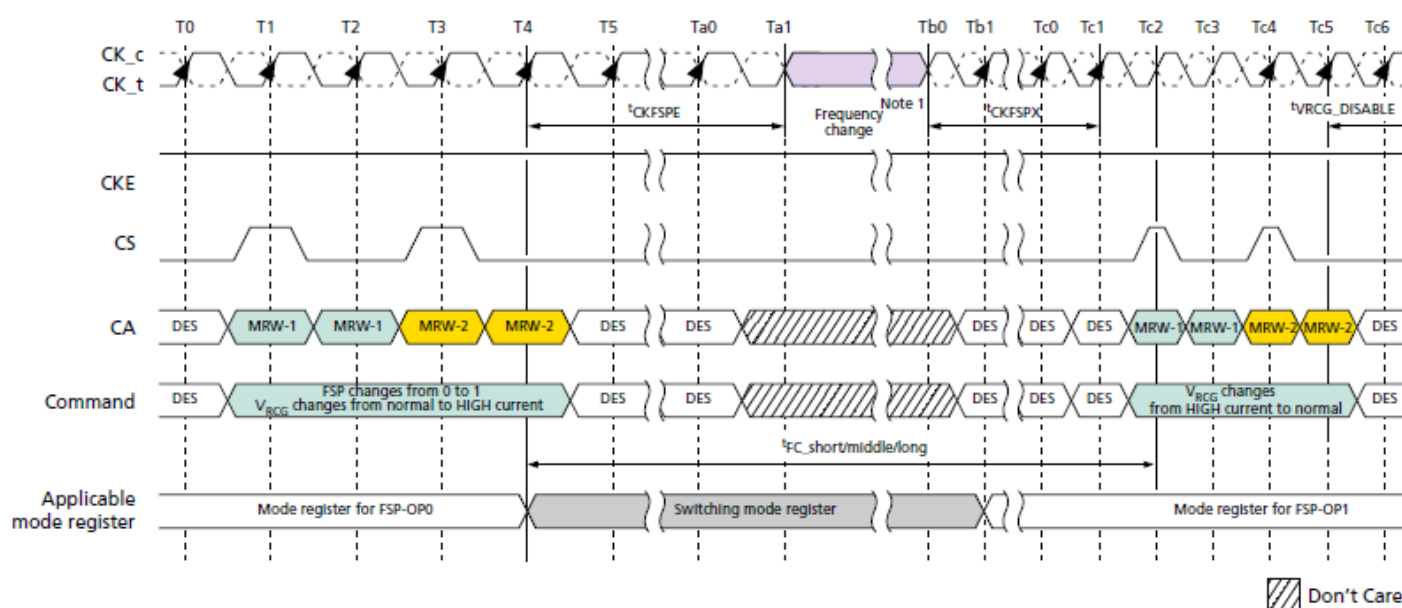 T0 T1 T2 T3 T4 T5 Ta0 Ta1 Tb0 Tb1 Tc0 Tc1 Tc2 Tc3 Tc4 Tc5 Tc6
CK_c
CK_t
tCKFSPE
Frequency
change
Note 1
tCKFSPX
tVRCG_DISABLE
CKE
CS
CA
DES MRW-1 MRW-1 MRW-2 MRW-2 DES DES DES DES DES MRW-1 MRW-1 MRW-2 MRW-2 DES
Command
DES
FSP changes from 0 to 1
VRCG changes from normal to HIGH current
DES DES DES DES DES
VRCG changes
from HIGH current to normal
DES
tFC_short/middle/long
Applicable
mode register
Mode register for FSP-OP0
Switching mode register
Mode register for FSP-OP1
Don't Care